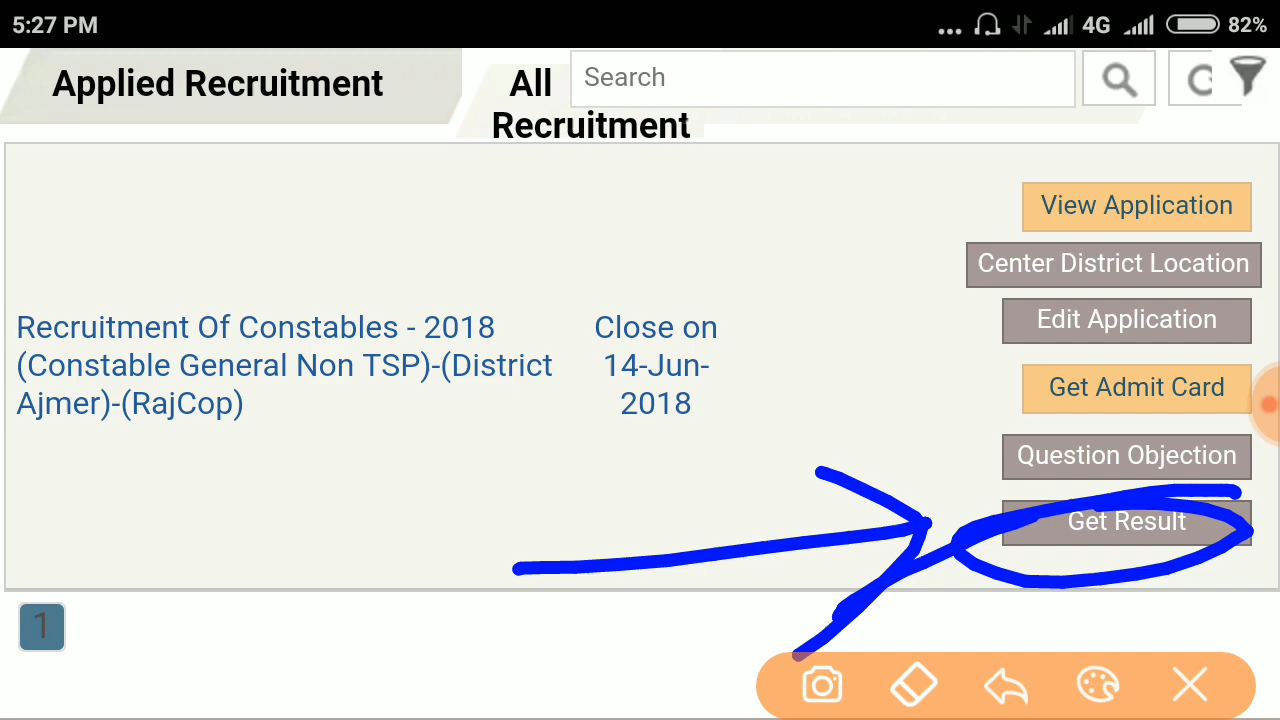 5:27 PM
... 4G 82%
Applied Recruitment
All
Recruitment
Search
View Application
Center District Location
Edit Application
Recruitment Of Constables - 2018
(Constable General Non TSP)-(District
Ajmer)-(RajCop)
Close on
14-Jun-
2018
Get Admit Card
Question Objection
Get Result
1